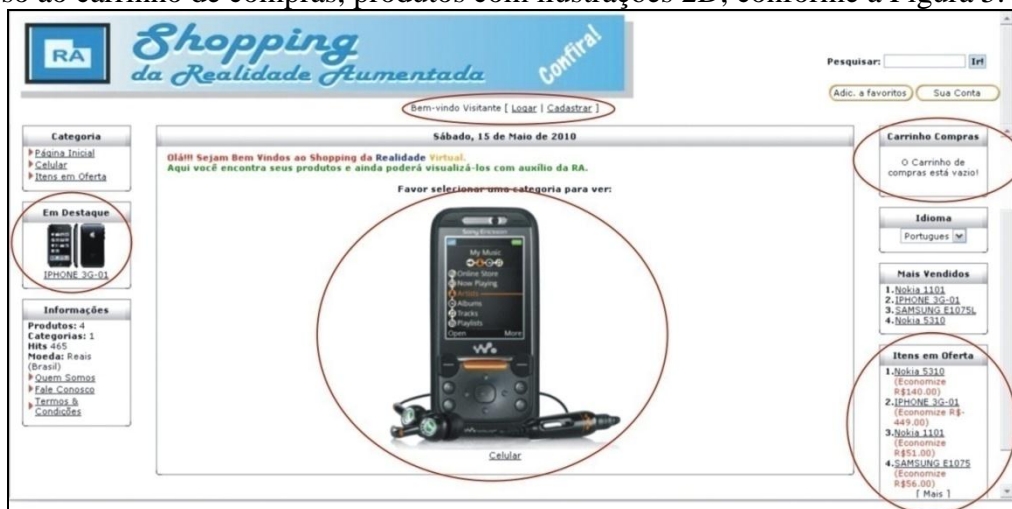 so ao carrinho de compras, produtos com ilustrações 2D, conforme a Figura 3.
RA
Shopping
da Realidade Aumentada
Confira!
Pesquisar:
Ir!
Adic. a favoritos
Sua Conta
Bem-vindo Visitante [ Logar | Cadastrar ]
Categoria
Página Inicial
Celular
Itens em Oferta
Em Destaque
IPHONE 3G-01
Informações
Produtos: 4
Categorias: 1
Hits 465
Moeda: Reais
(Brasil)
Quem Somos
Fale Conosco
Termos &
Condições
Sábado, 15 de Maio de 2010
Olá!!! Sejam Bem Vindos ao Shopping da Realidade Virtual.
Aqui você encontra seus produtos e ainda poderá visualizá-los com auxílio da RA.
Favor selecionar uma categoria para ver:
Sony Ericsson
My Music
Online Store
Now Playing
Artists
Albums
Tracks
Playlists
Open
More
Celular
Carrinho Compras
O Carrinho de
compras está vazio!
Idioma
Portugues
Mais Vendidos
1.Nokia 1101
2.IPHONE 3G-01
3.SAMSUNG E1075L
4.Nokia 5310
Itens em Oferta
1.Nokia 5310
(Economize
R$140.00)
2.IPHONE 3G-01
(Economize R$-
449.00)
3.Nokia 1101
(Economize
R$51.00)
4.SAMSUNG E1075
(Economize
R$56.00)
[ Mais ]